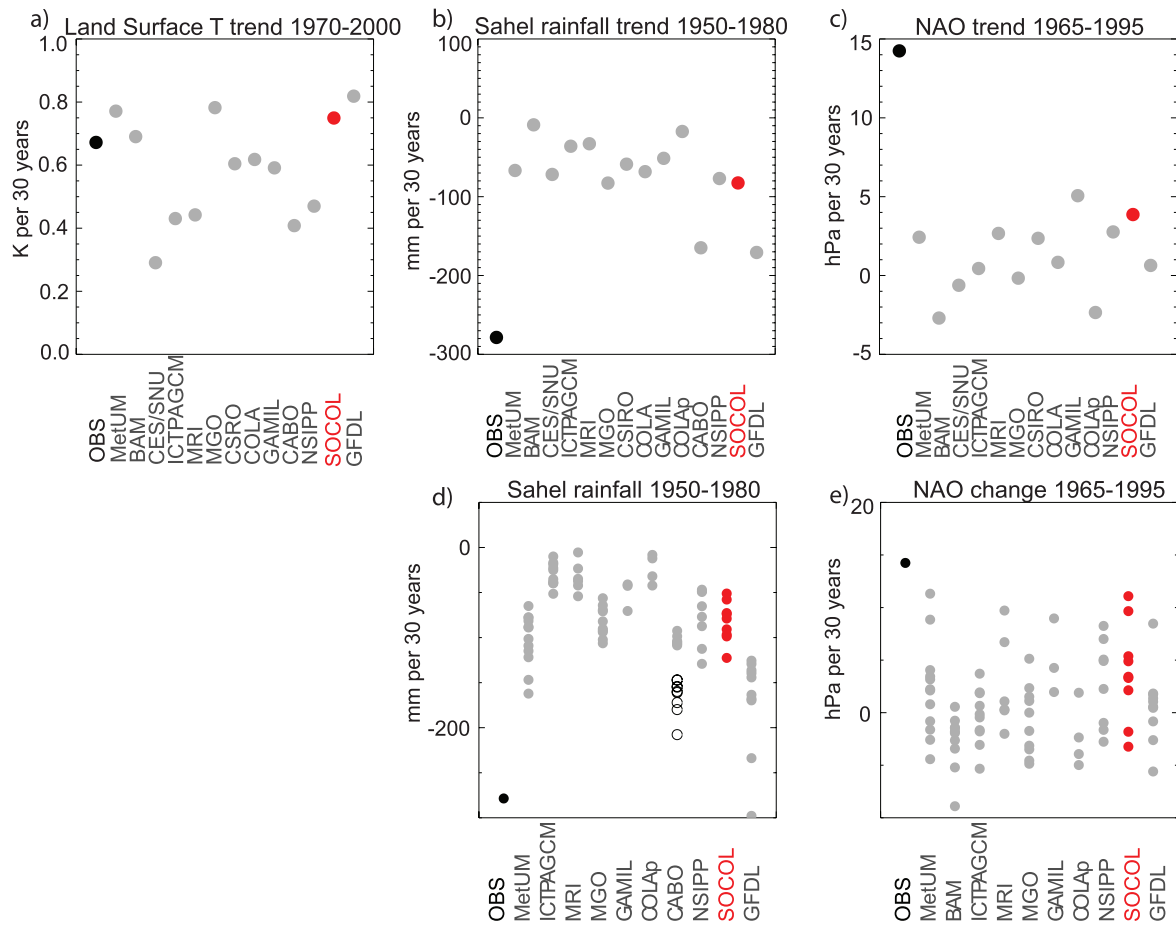 a) Land Surface T trend 1970-2000
K per 30 years
1.0
0.8
0.6
0.4
0.2
0.0
OBS
MetUM
BAM
CES/SNU
ICTPAGCM
MRI
MGO
CSRO
COLA
GAMIL
CABO
NSIPP
SOCOL
GFDL
b) Sahel rainfall trend 1950-1980
mm per 30 years
100
0
-100
-200
-300
OBS
MetUM
BAM
CES/SNU
ICTPAGCM
MRI
MGO
CSIRO
COLA
GAMIL
COLAp
CABO
NSIPP
SOCOL
GFDL
c) NAO trend 1965-1995
hPa per 30 years
15
10
5
0
-5
OBS
MetUM
BAM
CES/SNU
ICTPAGCM
MRI
MGO
CSIRO
COLA
GAMIL
COLAp
NSIPP
SOCOL
GFDL
d) Sahel rainfall 1950-1980
mm per 30 years
0
-200
OBS
MetUM
ICTPAGCM
MRI
MGO
GAMIL
COLAp
CABO
NSIPP
SOCOL
GFDL
e) NAO change 1965-1995
hPa per 30 years
20
0
OBS
MetUM
BAM
ICTPAGCM
MRI
MGO
GAMIL
COLAp
NSIPP
SOCOL
GFDL